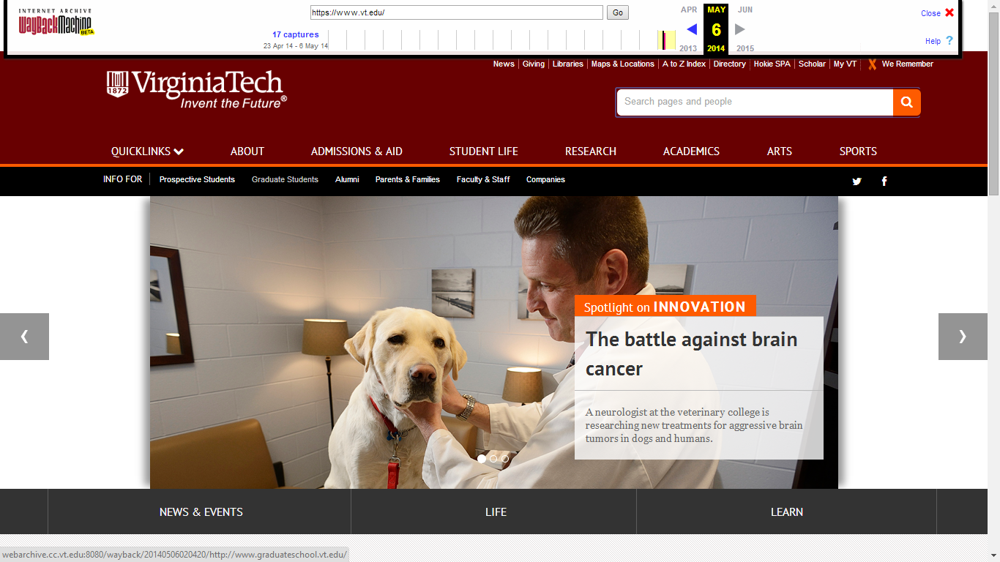 INTERNET ARCHIVE
WayBackMachine
BETA
https://www.vt.edu/
Go
17 captures
23 Apr 14 - 6 May 14
APR MAY JUN
6
2013 2014 2015
Close
Help ?
News Giving Libraries Maps & Locations A to Z Index Directory Hokie SPA Scholar My VT We Remember
1872
VirginiaTech
Invent the Future®
Search pages and people
QUICKLINKS ABOUT ADMISSIONS & AID STUDENT LIFE RESEARCH ACADEMICS ARTS SPORTS
INFO FOR Prospective Students Graduate Students Alumni Parents & Families Faculty & Staff Companies
Spotlight on INNOVATION
The battle against brain
cancer
A neurologist at the veterinary college is
researching new treatments for aggressive brain
tumors in dogs and humans.
NEWS & EVENTS LIFE LEARN
webarchive.cc.vt.edu:8080/wayback/20140506020420/http://www.graduateschool.vt.edu/